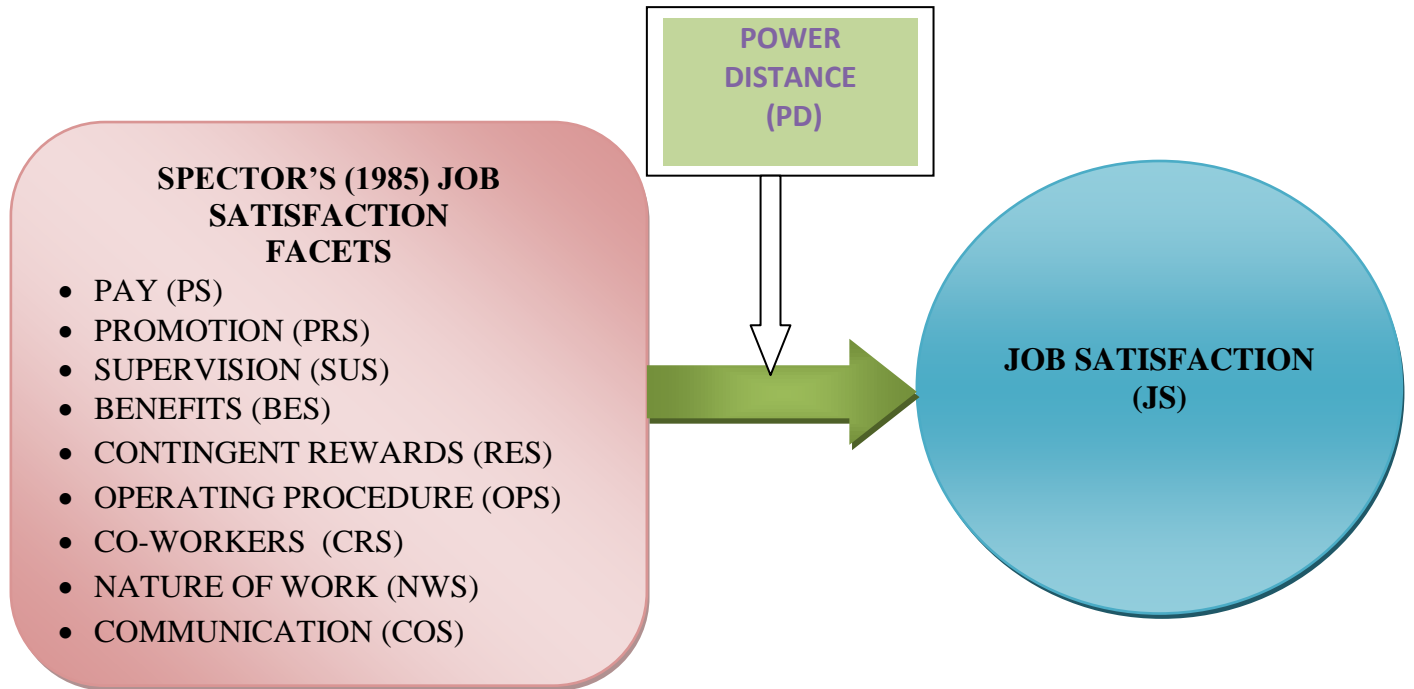 POWER
DISTANCE
(PD)
SPECTOR’S (1985) JOB
SATISFACTION
FACETS
• PAY (PS)
• PROMOTION (PRS)
• SUPERVISION (SUS)
• BENEFITS (BES)
• CONTINGENT REWARDS (RES)
• OPERATING PROCEDURE (OPS)
• CO-WORKERS (CRS)
• NATURE OF WORK (NWS)
• COMMUNICATION (COS)
JOB SATISFACTION
(JS)